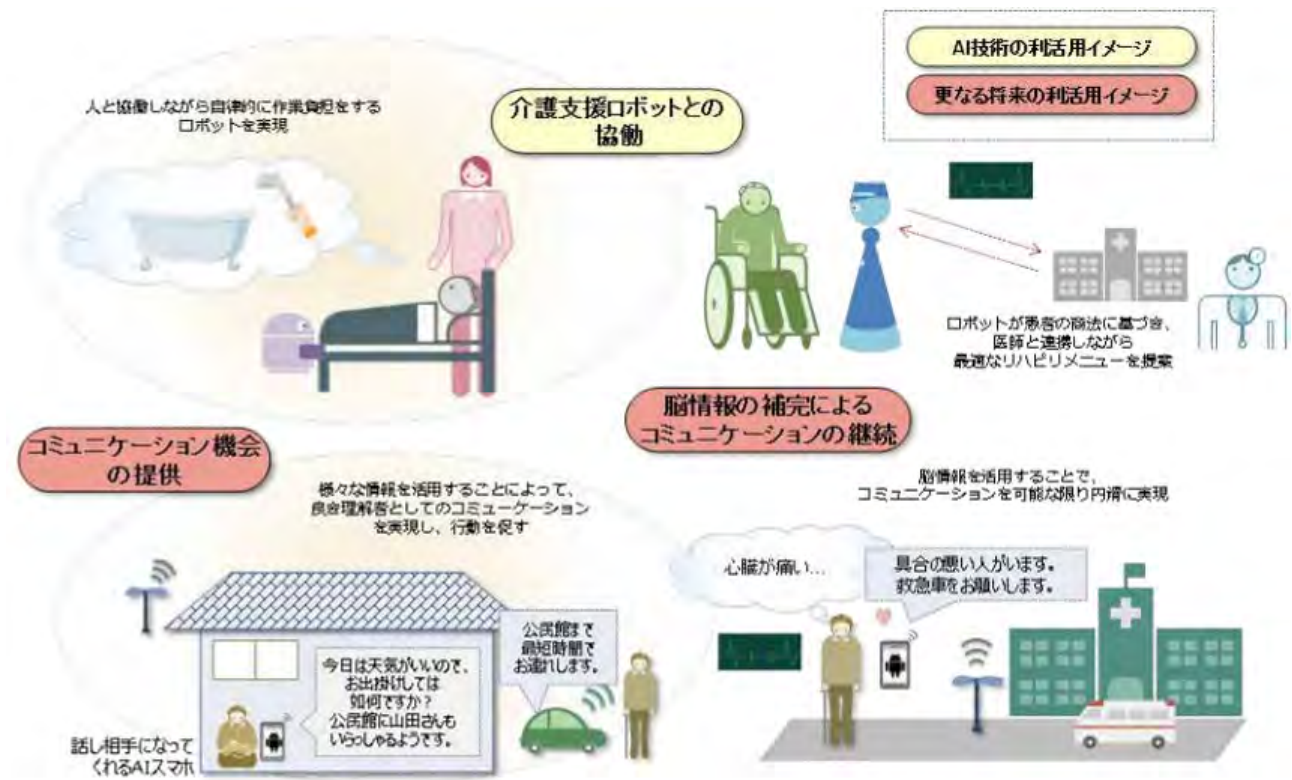 AI技術の利活用イメージ
更なる将来の利活用イメージ
人と協働しながら自律的に作業負担をする
ロボットを実現
介護支援ロボットとの
協働
ロボットが患者の商法に基づき、
医師と連携しながら
最適なリハビリメニューを提案
コミュニケーション機会
の提供
様々な情報を活用することによって、
良き理解者としてのコミューケーション
を実現し、行動を促す
公民館まで
最短時間で
お連れします。
今日は天気がいいので、
お出掛けしては
如何ですか？
公民館に山田さんも
いらっしゃるようです。
話し相手になって
くれるAIスマホ
脳情報の補完による
コミュニケーションの継続
脳情報を活用することで、
コミュニケーションを可能な限り円滑に実現
心臓が痛い…
具合の悪い人がいます。
救急車をお願いします。